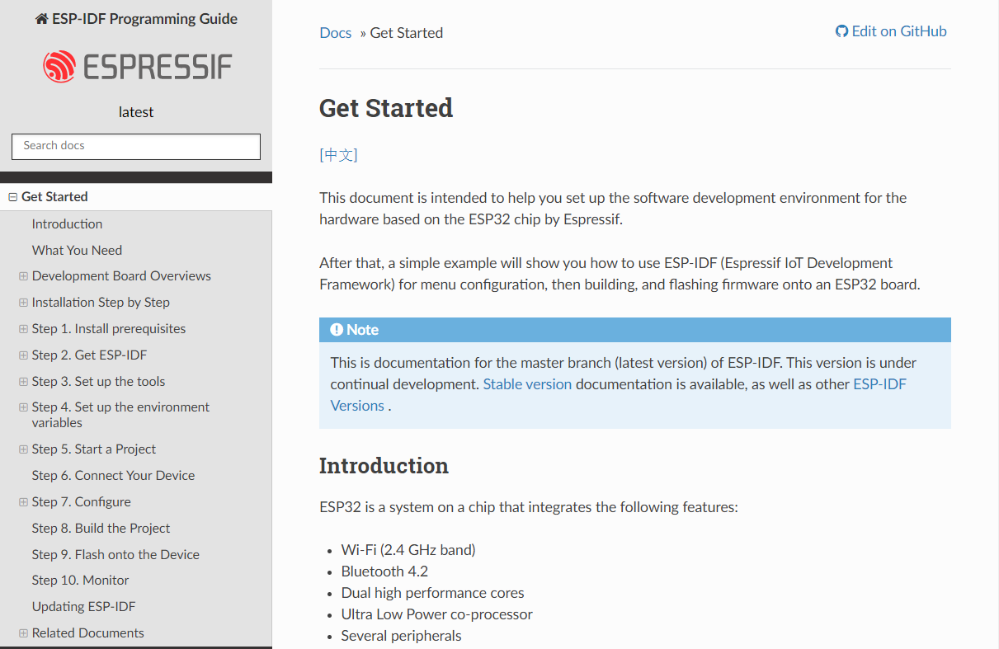 ESP-IDF Programming Guide
ESPRESSIF
latest
Search docs
Get Started
Introduction
What You Need
Development Board Overviews
Installation Step by Step
Step 1. Install prerequisites
Step 2. Get ESP-IDF
Step 3. Set up the tools
Step 4. Set up the environment
variables
Step 5. Start a Project
Step 6. Connect Your Device
Step 7. Configure
Step 8. Build the Project
Step 9. Flash onto the Device
Step 10. Monitor
Updating ESP-IDF
Related Documents
Docs » Get Started
Edit on GitHub
Get Started
[中文]
This document is intended to help you set up the software development environment for the
hardware based on the ESP32 chip by Espressif.
After that, a simple example will show you how to use ESP-IDF (Espressif IoT Development
Framework) for menu configuration, then building, and flashing firmware onto an ESP32 board.
Note
This is documentation for the master branch (latest version) of ESP-IDF. This version is under
continual development. Stable version documentation is available, as well as other ESP-IDF
Versions .
Introduction
ESP32 is a system on a chip that integrates the following features:
• Wi-Fi (2.4 GHz band)
• Bluetooth 4.2
• Dual high performance cores
• Ultra Low Power co-processor
• Several peripherals